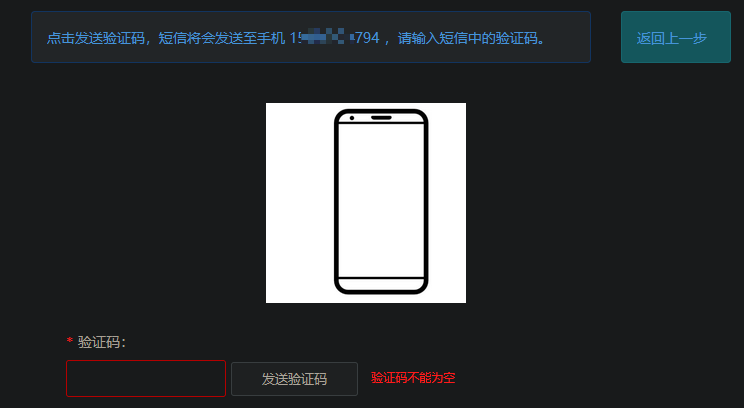 点击发送验证码，短信将会发送至手机 15 794 ，请输入短信中的验证码。
返回上一步
* 验证码：
发送验证码 验证码不能为空